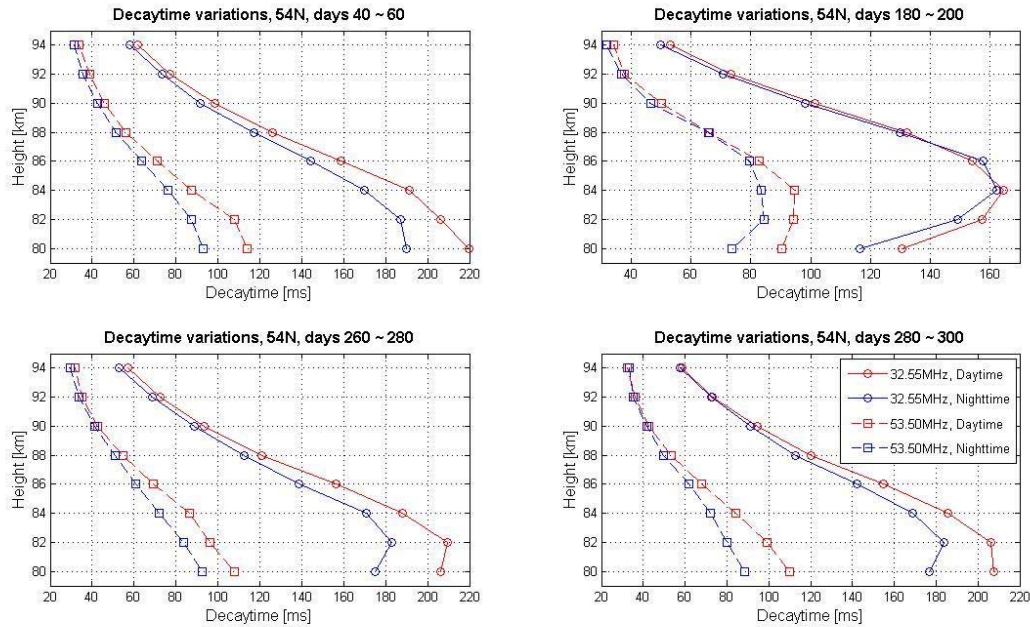 Decaytime variations, 54N, days 40 ~ 60
94
92
90
88
86
84
82
80
Height [km]
20 40 60 80 100 120 140 160 180 200 220
Decaytime [ms]
Decaytime variations, 54N, days 180 ~ 200
94
92
90
88
86
84
82
80
Height [km]
40 60 80 100 120 140 160
Decaytime [ms]
Decaytime variations, 54N, days 260 ~ 280
94
92
90
88
86
84
82
80
Height [km]
20 40 60 80 100 120 140 160 180 200 220
Decaytime [ms]
Decaytime variations, 54N, days 280 ~ 300
94
92
90
88
86
84
82
80
Height [km]
20 40 60 80 100 120 140 160 180 200 220
Decaytime [ms]
32.55MHz, Daytime
32.55MHz, Nighttime
53.50MHz, Daytime
53.50MHz, Nighttime